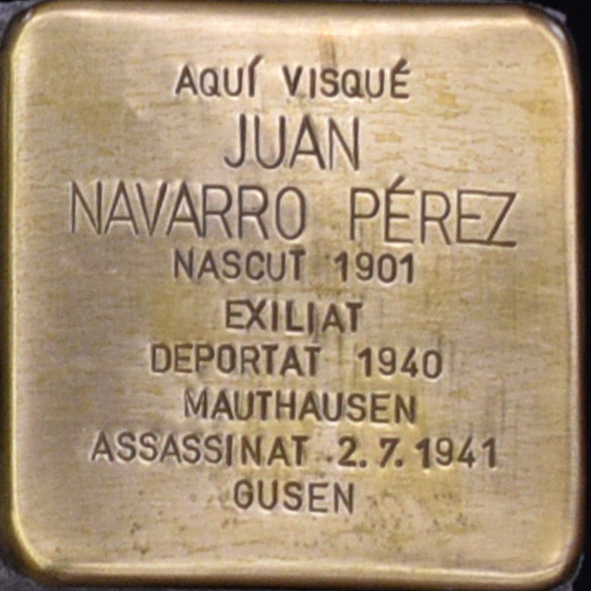 AQUÍ VISQUÉ
JUAN
NAVARRO PÉREZ
NASCUT 1901
EXILIAT
DEPORTAT 1940
MAUTHAUSEN
ASSASSINAT 2.7.1941
GUSEN